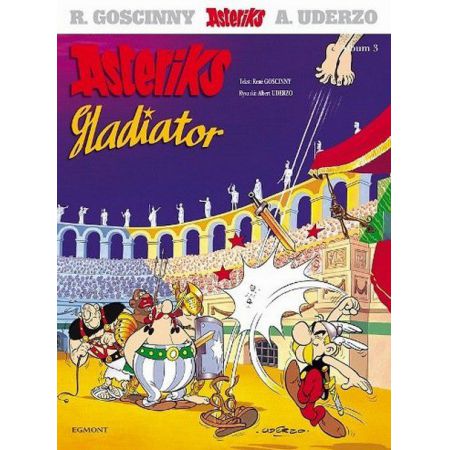 R. GOSCINNY Asteriks A. UDERZO
Album 3
Asteriks
Tekst: René GOSCINNY
Rysunki: Albert UDERZO
Gladiator
UDERZO
EGMONT